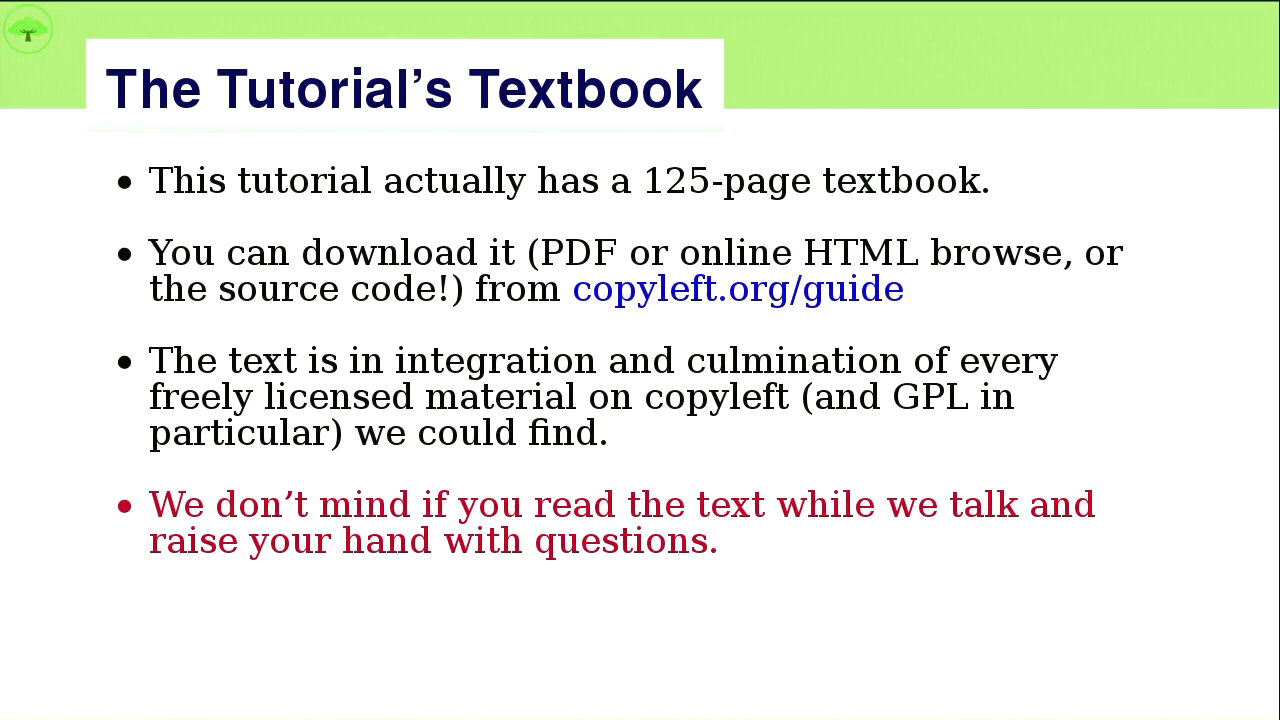 The Tutorial’s Textbook
• This tutorial actually has a 125-page textbook.
• You can download it (PDF or online HTML browse, or
the source code!) from copyleft.org/guide
• The text is in integration and culmination of every
freely licensed material on copyleft (and GPL in
particular) we could find.
• We don’t mind if you read the text while we talk and
raise your hand with questions.